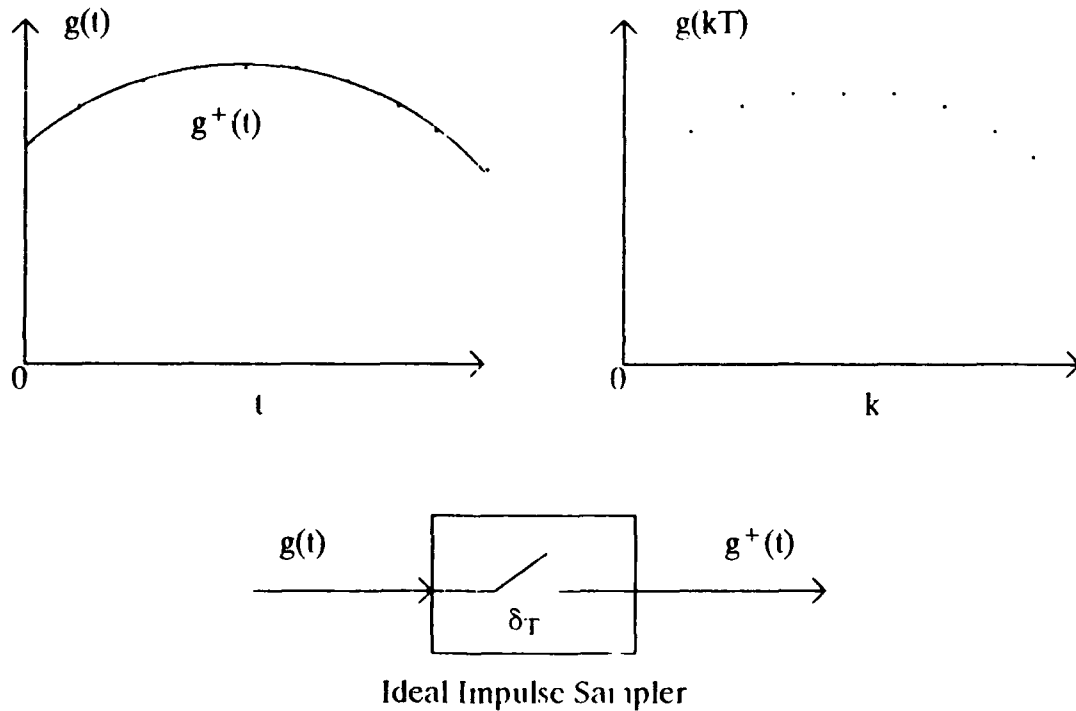 g(t)
g(kT)
g⁺(t)
0
t
0
k
g(t)
g⁺(t)
δT
Ideal Impulse Sampler